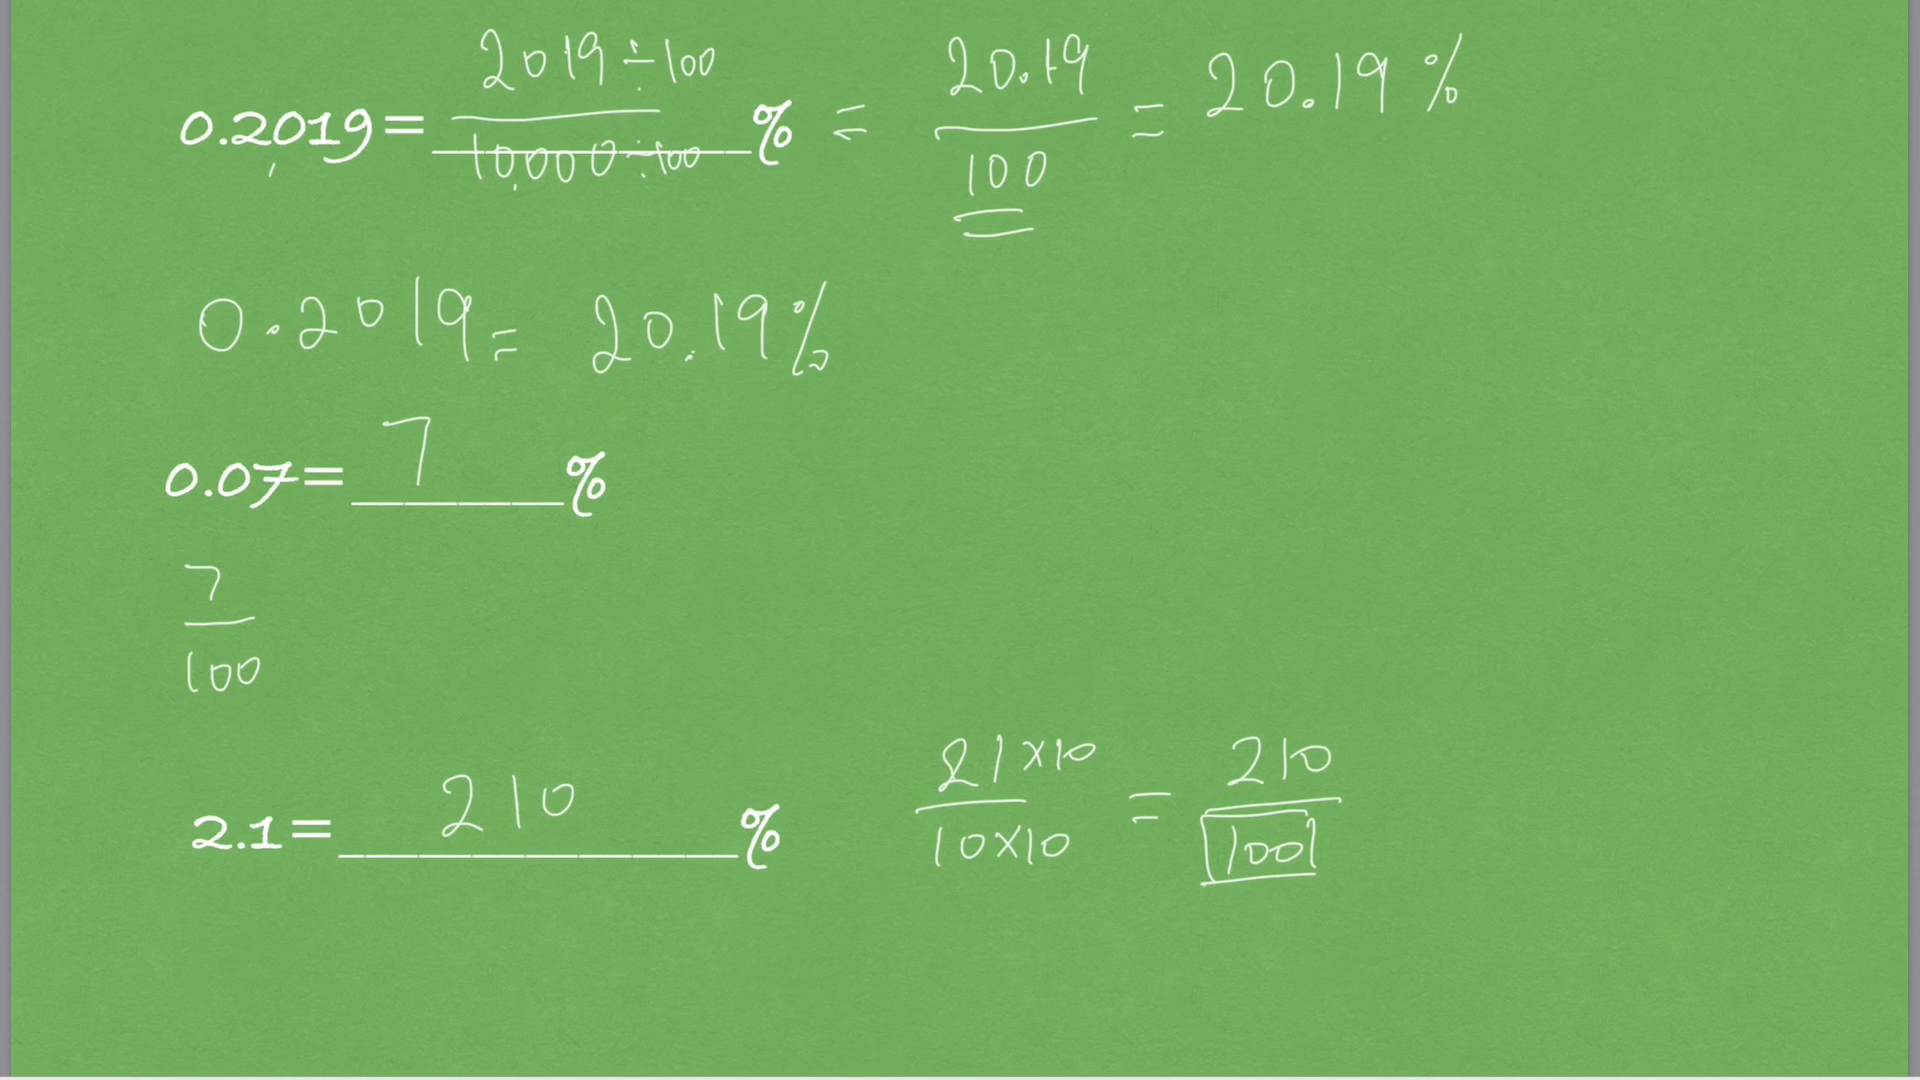 0.2019 = 2019 ÷ 100 / 10,000 ÷ 100 % = 20.19 / 100 = 20.19 %
0.2019 = 20.19 %
0.07 = 7 %
7 / 100
2.1 = 210 % 21 x 10 / 10 x 10 = 210 / 100